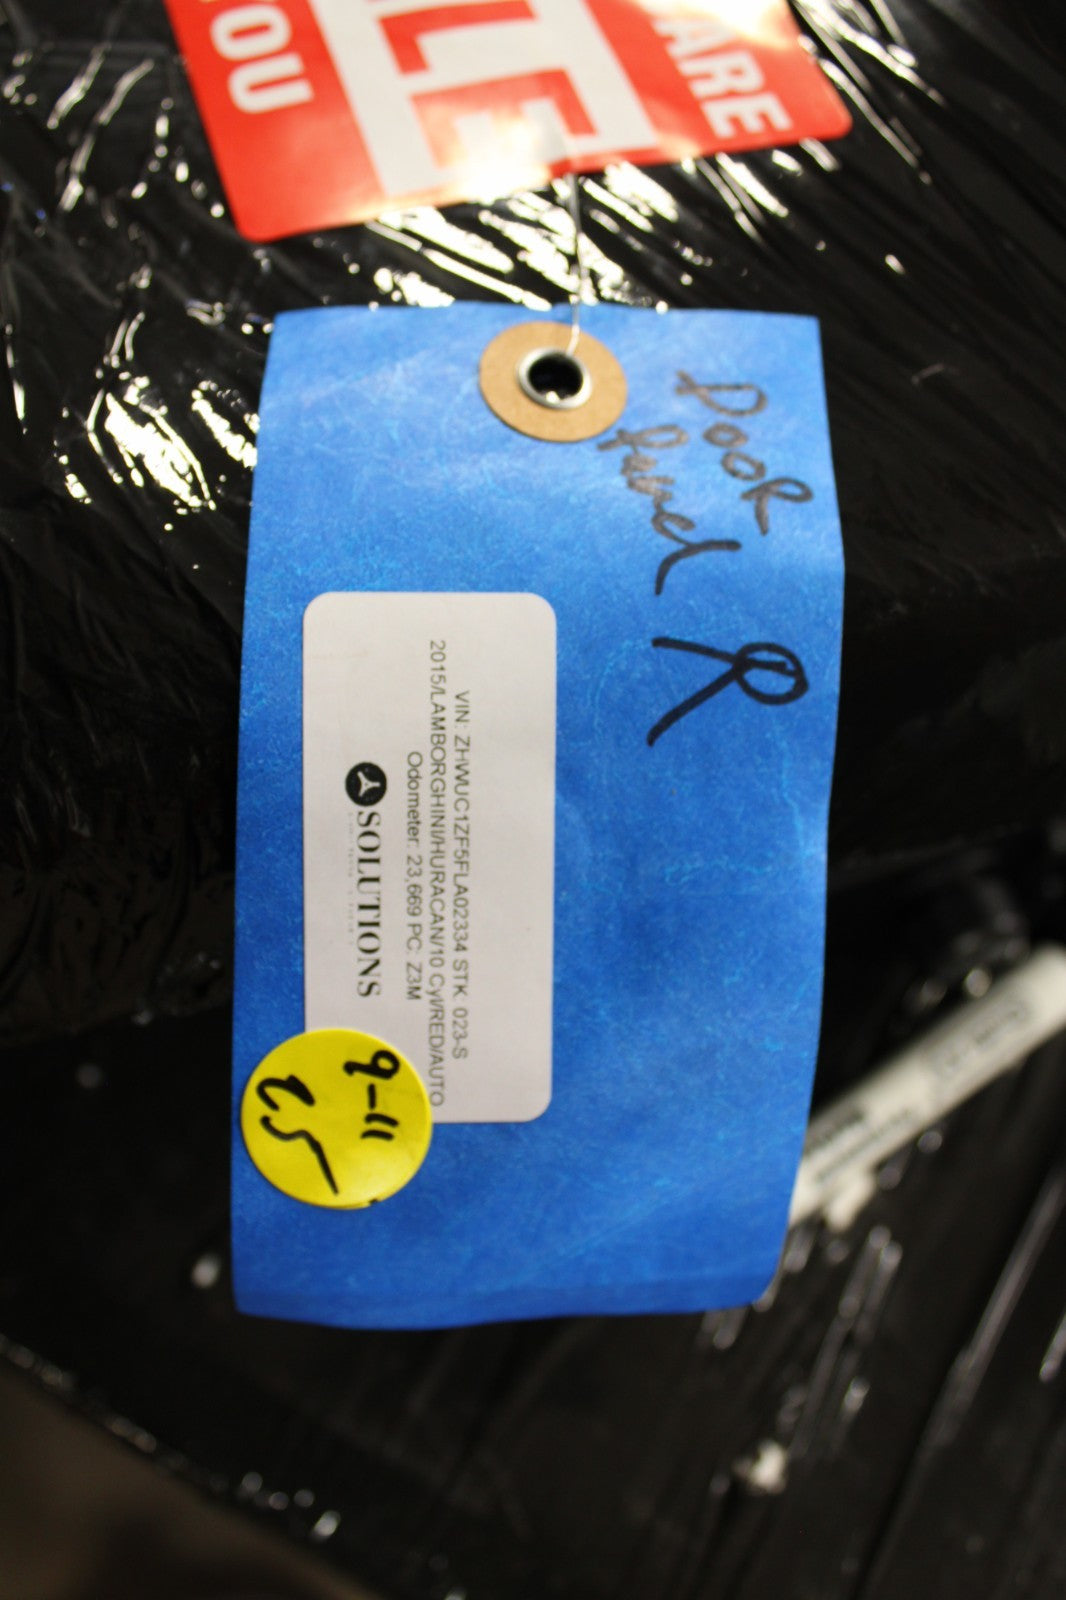 ARE
LE
YOU
DOOR
Panel
R
VIN: ZHWUC1ZF5FLA02334 STK 023-S
2015/LAMBORGHINI/HURACAN/10 Cyl/RED/AUTO
Odometer: 23,669 PC: Z3M
SOLUTIONS
9-11
25